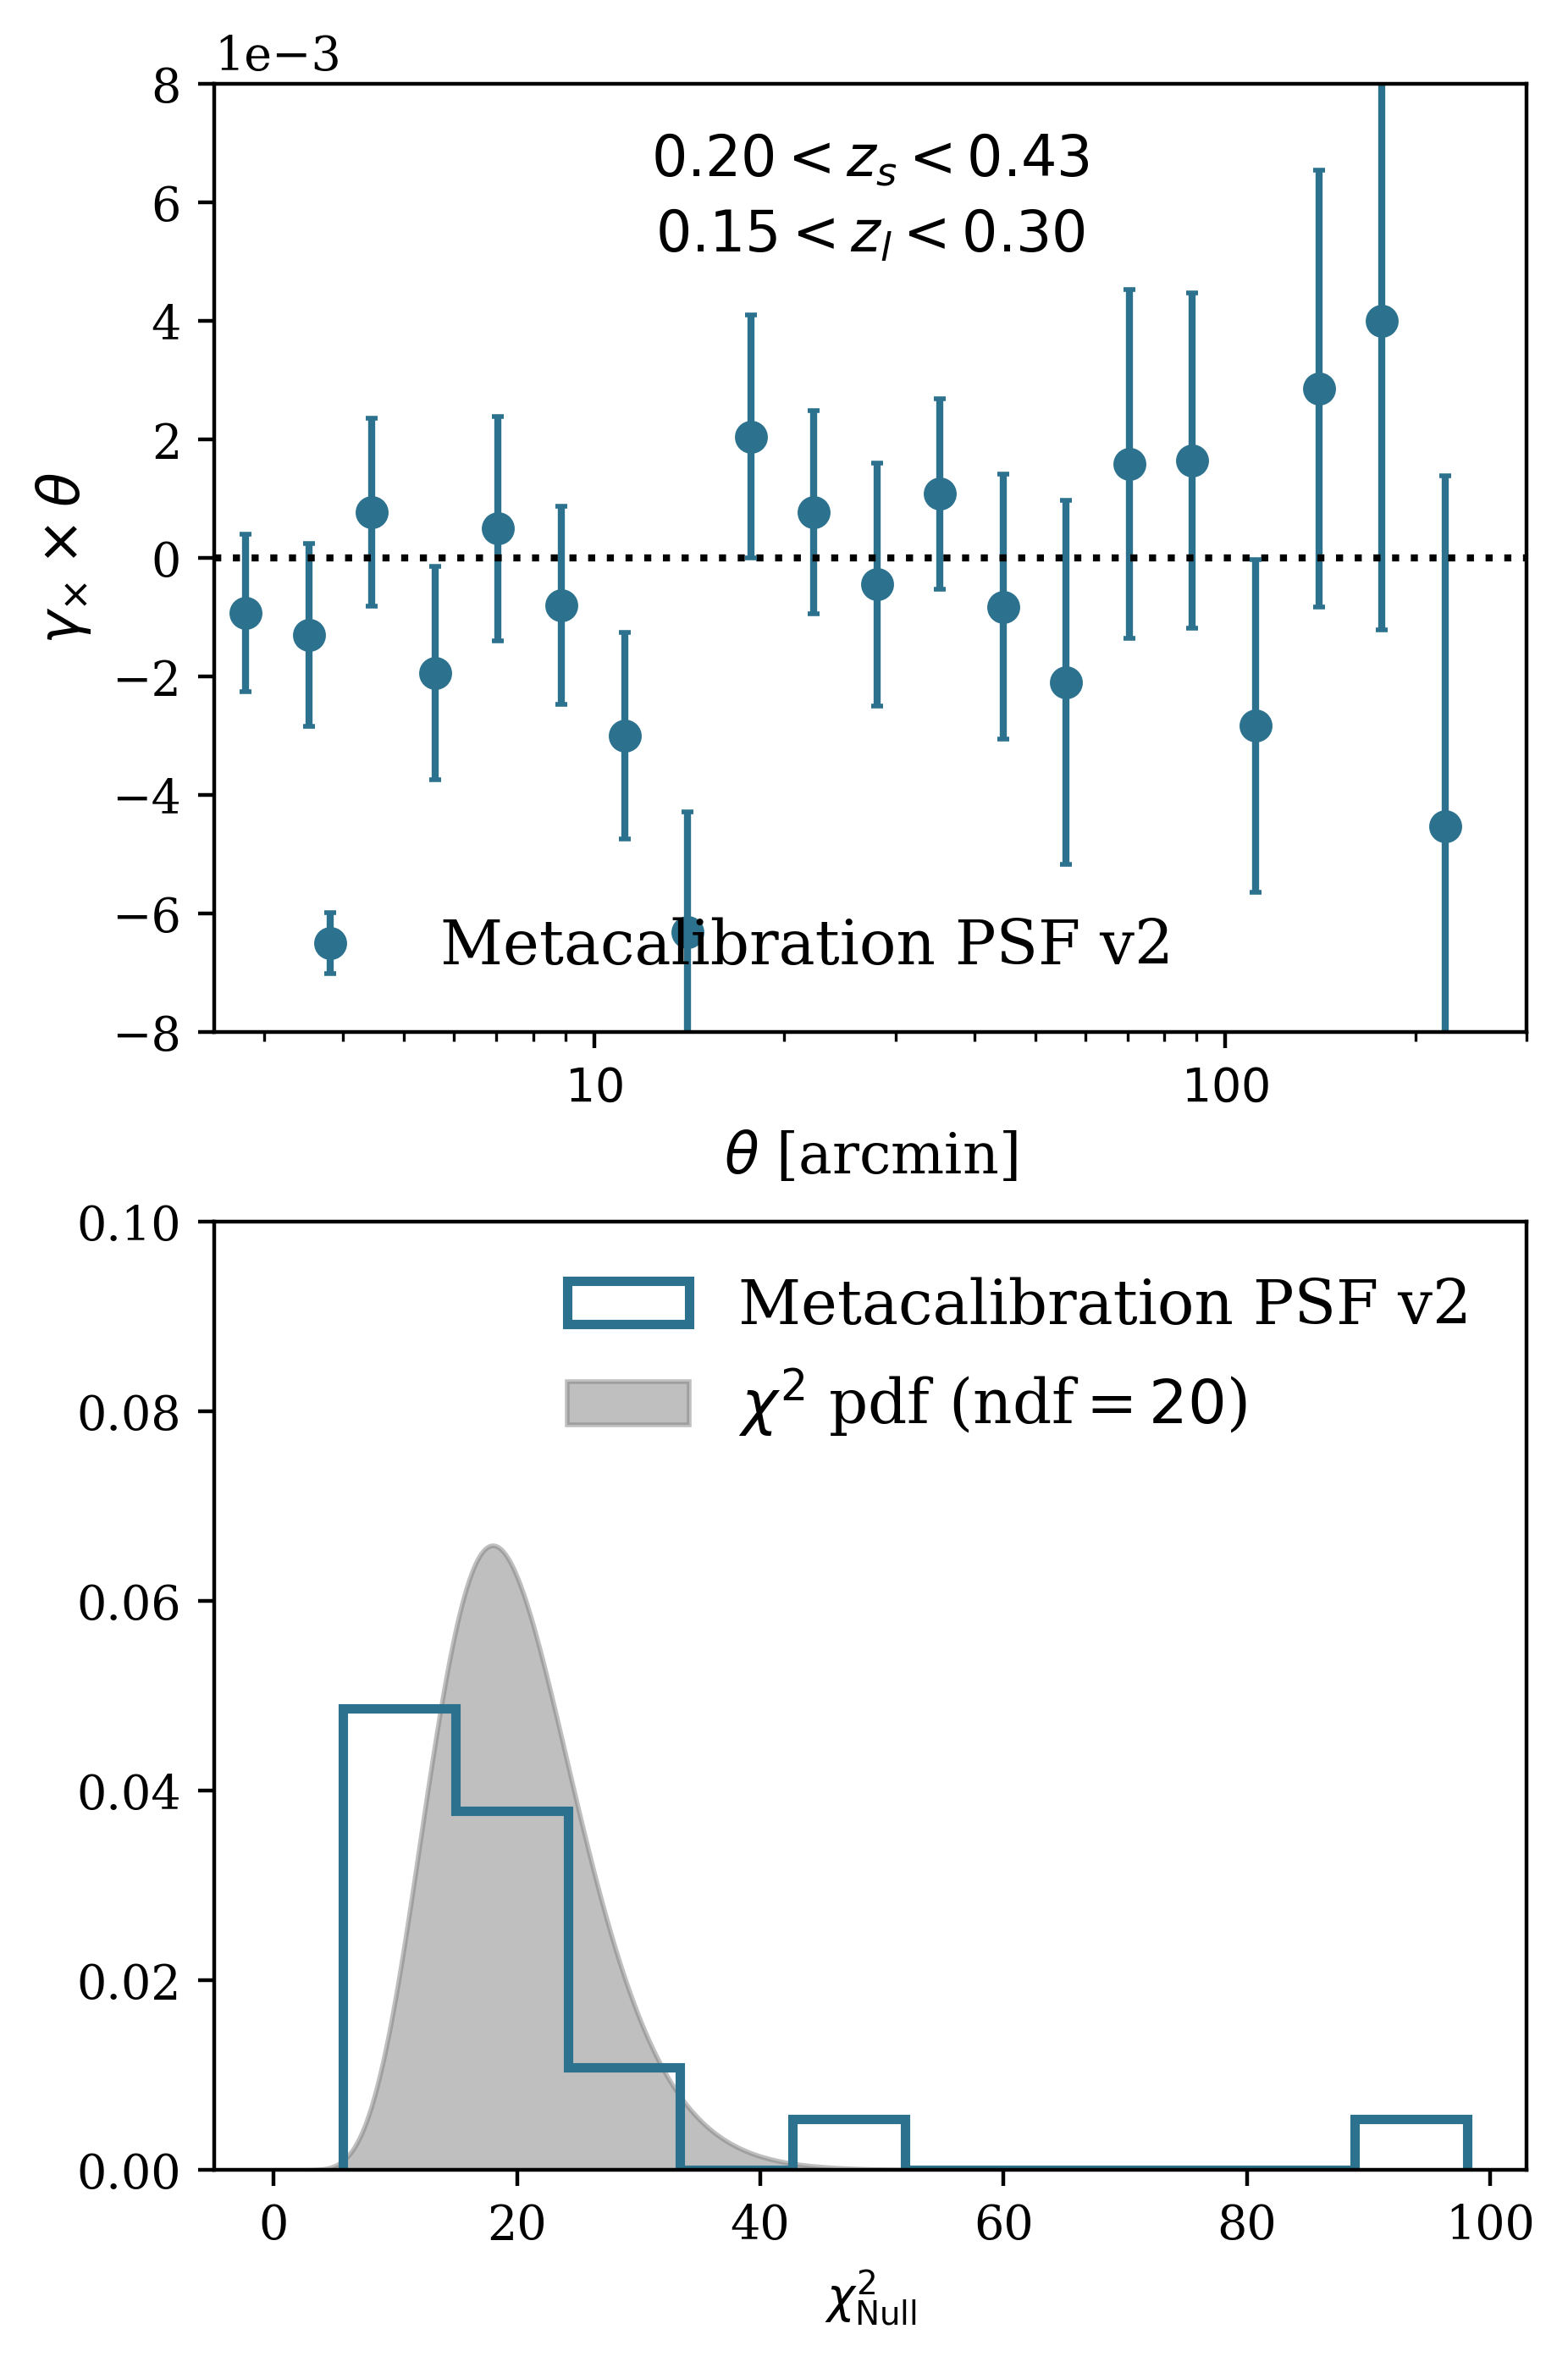 1e−3
8
6
4
2
0
−2
−4
−6
−8
γ× × θ
0.20 < z_s < 0.43
0.15 < z_l < 0.30
Metacalibration PSF v2
10
100
θ [arcmin]
0.10
0.08
0.06
0.04
0.02
0.00
Metacalibration PSF v2
χ² pdf (ndf = 20)
0
20
40
60
80
100
χ²_Null